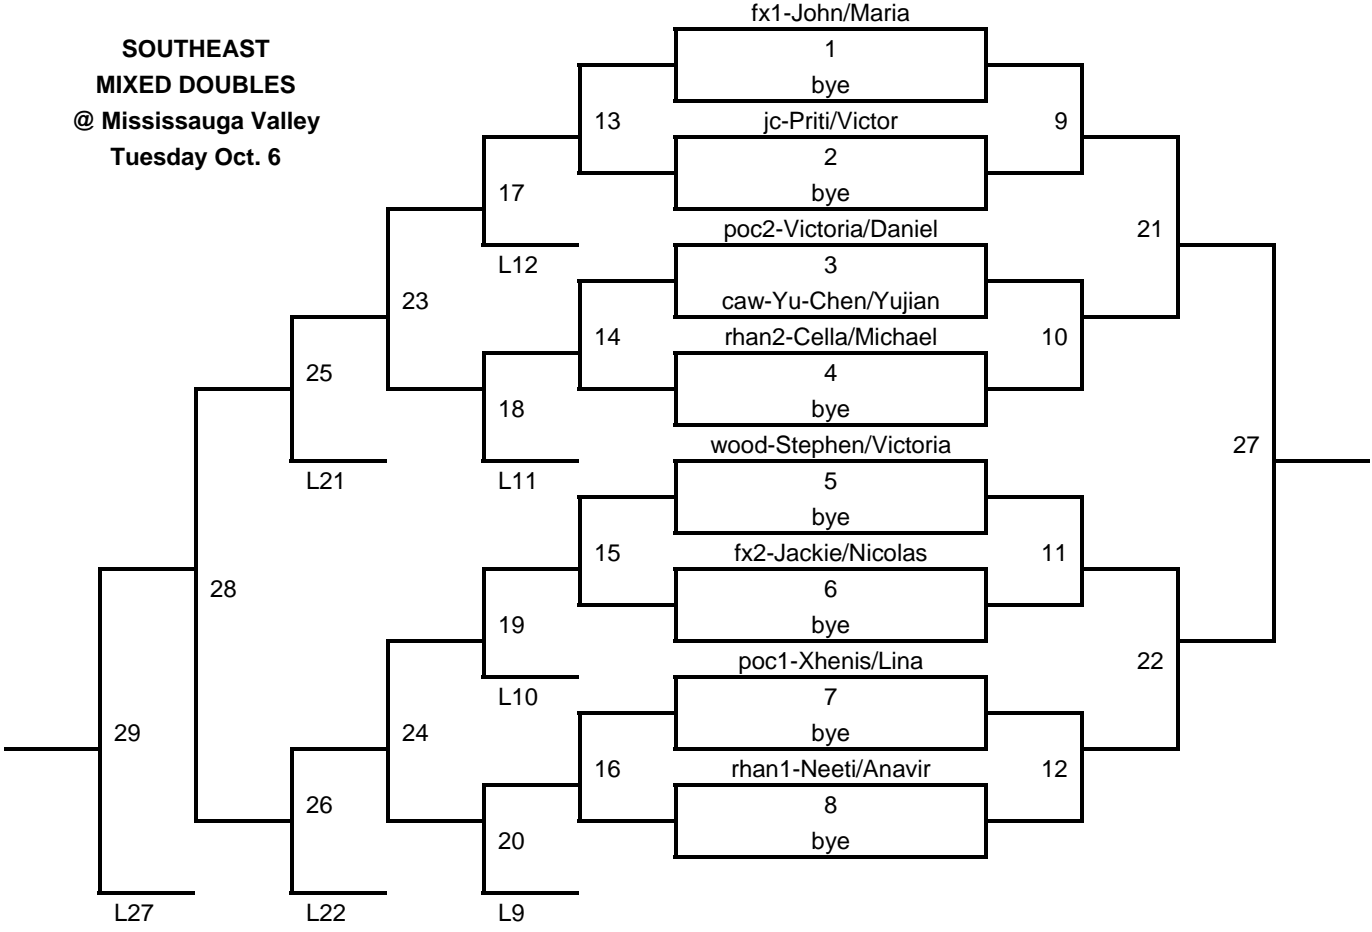 SOUTHEAST
MIXED DOUBLES
@ Mississauga Valley
Tuesday Oct. 6
fx1-John/Maria
1
bye
13
jc-Priti/Victor
9
2
17
bye
poc2-Victoria/Daniel
21
L12
3
23
caw-Yu-Chen/Yujian
14
rhan2-Cella/Michael
10
25
4
18
bye
wood-Stephen/Victoria
27
L21
L11
5
bye
15
fx2-Jackie/Nicolas
11
28
6
19
bye
poc1-Xhenis/Lina
22
L10
7
29
24
bye
16
rhan1-Neeti/Anavir
12
26
8
20
bye
L27
L22
L9